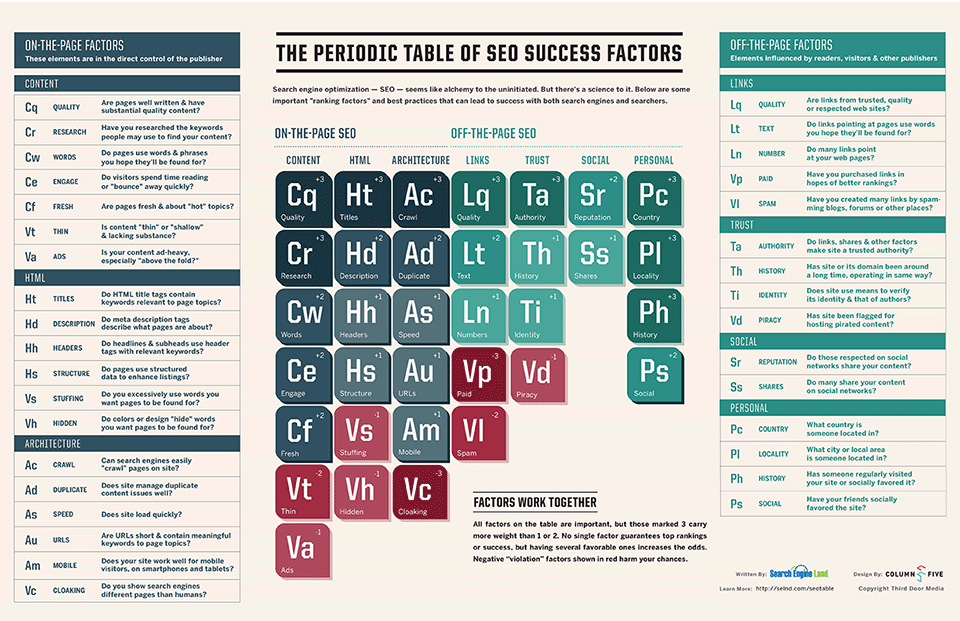 ON-THE-PAGE FACTORS
These elements are in the direct control of the publisher
CONTENT
Cq QUALITY Are pages well written & have
substantial quality content?
Cr RESEARCH Have you researched the keywords
people may use to find your content?
Cw WORDS Do pages use words & phrases
you hope they'll be found for?
Ce ENGAGE Do visitors spend time reading
or "bounce" away quickly?
Cf FRESH Are pages fresh & about "hot" topics?
Vt THIN Is content "thin" or "shallow"
& lacking substance?
Va ADS Is your content ad-heavy,
especially "above the fold?"
HTML
Ht TITLES Do HTML title tags contain
keywords relevant to page topics?
Hd DESCRIPTION Do meta description tags
describe what pages are about?
Hh HEADERS Do headlines & subheads use header
tags with relevant keywords?
Hs STRUCTURE Do pages use structured
data to enhance listings?
Vs STUFFING Do you excessively use words you
want pages to be found for?
Vh HIDDEN Do colors or design "hide" words
you want pages to be found for?
ARCHITECTURE
Ac CRAWL Can search engines easily
"crawl" pages on site?
Ad DUPLICATE Does site manage duplicate
content issues well?
As SPEED Does site load quickly?
Au URLS Are URLs short & contain meaningful
keywords to page topics?
Am MOBILE Does your site work well for mobile
visitors, on smartphones and tablets?
Vc CLOAKING Do you show search engines
different pages than humans?
THE PERIODIC TABLE OF SEO SUCCESS FACTORS
Search engine optimization — SEO — seems like alchemy to the uninitiated. But there's a science to it. Below are some
important "ranking factors" and best practices that can lead to success with both search engines and searchers.
ON-THE-PAGE SEO OFF-THE-PAGE SEO
CONTENT HTML ARCHITECTURE LINKS TRUST SOCIAL PERSONAL
+3 +3 +3 +3 +3 +2 +3
Cq Ht Ac Lq Ta Sr Pc
Quality Titles Crawl Quality Authority Reputation Country
+3 +2 +2 +2 +1 +1 +3
Cr Hd Ad Lt Th Ss Pl
Research Description Duplicate Text History Shares Locality
+2 +1 +1 +1 +1 +3
Cw Hh As Ln Ti Ph
Words Headers Speed Numbers Identity History
+2 +1 +1 -3 -1 +2
Ce Hs Au Vp Vd Ps
Engage Structure URLs Paid Piracy Social
+2 -1 +1 -2
Cf Vs Am Vl
Fresh Stuffing Mobile Spam
-2 -1 -3
Vt Vh Vc
Thin Hidden Cloaking
-1
Va
Ads
FACTORS WORK TOGETHER
All factors on the table are important, but those marked 3 carry
more weight than 1 or 2. No single factor guarantees top rankings
or success, but having several favorable ones increases the odds.
Negative "violation" factors shown in red harm your chances.
OFF-THE-PAGE FACTORS
Elements influenced by readers, visitors & other publishers
LINKS
Lq QUALITY Are links from trusted, quality
or respected web sites?
Lt TEXT Do links pointing at pages use words
you hope they'll be found for?
Ln NUMBER Do many links point
at your web pages?
Vp PAID Have you purchased links in
hopes of better rankings?
Vl SPAM Have you created many links by spam-
ming blogs, forums or other places?
TRUST
Ta AUTHORITY Do links, shares & other factors
make site a trusted authority?
Th HISTORY Has site or its domain been around
a long time, operating in same way?
Ti IDENTITY Does site use means to verify
its identity & that of authors?
Vd PIRACY Has site been flagged for
hosting pirated content?
SOCIAL
Sr REPUTATION Do those respected on social
networks share your content?
Ss SHARES Do many share your content
on social networks?
PERSONAL
Pc COUNTRY What country is
someone located in?
Pl LOCALITY What city or local area
is someone located in?
Ph HISTORY Has someone regularly visited
your site or socially favored it?
Ps SOCIAL Have your friends socially
favored the site?
Written By: Search Engine Land Design By: COLUMN FIVE
Learn More: http://selnd.com/seotable Copyright Third Door Media